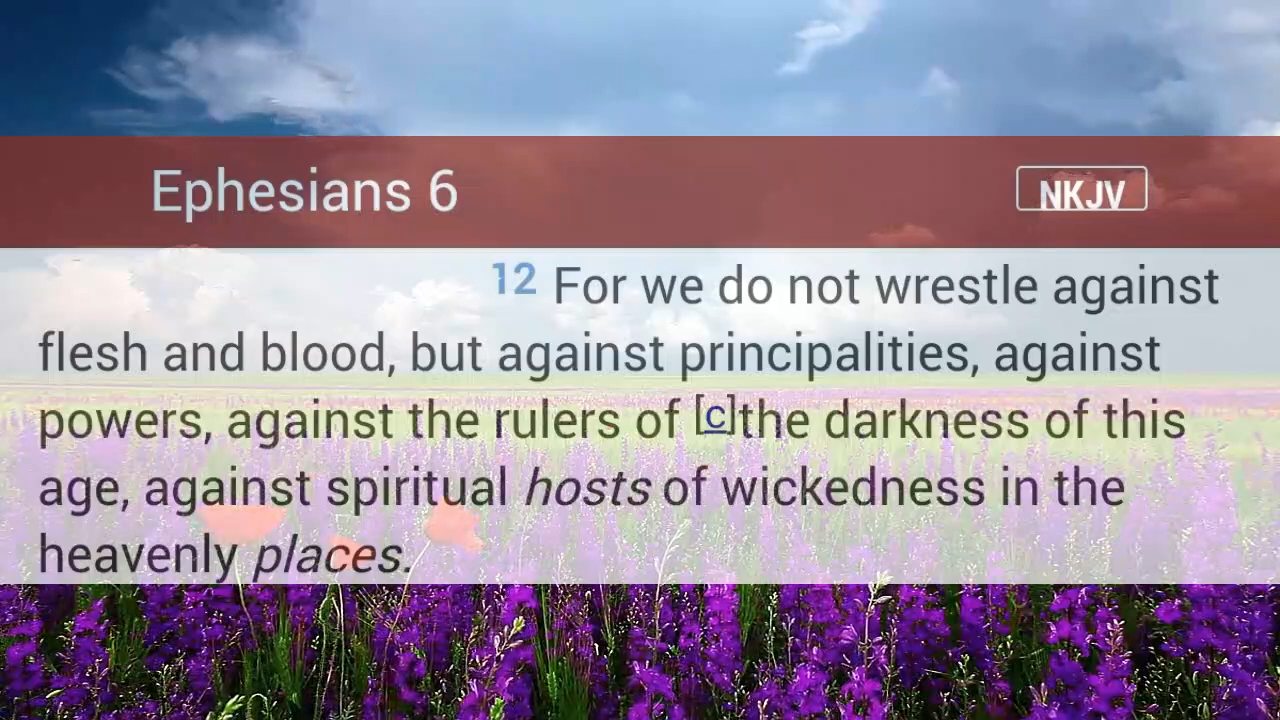 Ephesians 6 NKJV
12 For we do not wrestle against
flesh and blood, but against principalities, against
powers, against the rulers of [c]the darkness of this
age, against spiritual hosts of wickedness in the
heavenly places.